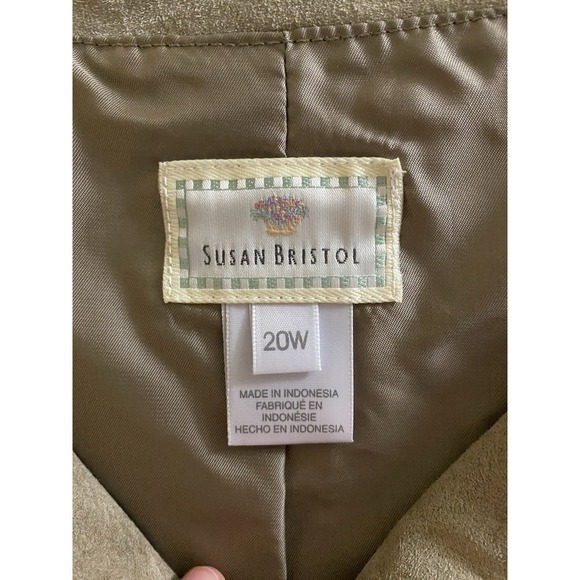 SUSAN BRISTOL
20W
MADE IN INDONESIA
FABRIQUÉ EN
INDONÉSIE
HECHO EN INDONESIA